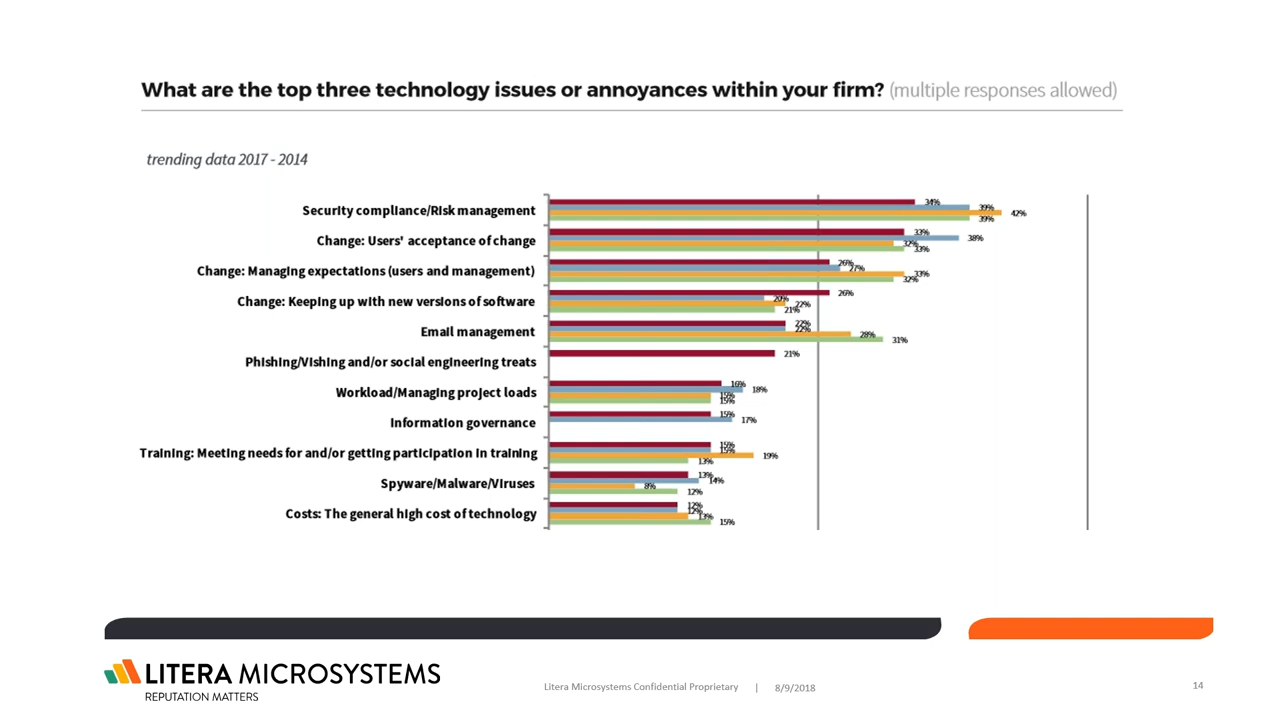 What are the top three technology issues or annoyances within your firm? (multiple responses allowed)
trending data 2017 - 2014
Security compliance/Risk management
34%
39%
42%
39%
Change: Users' acceptance of change
33%
38%
32%
33%
Change: Managing expectations (users and management)
26%
27%
33%
32%
Change: Keeping up with new versions of software
26%
20%
22%
21%
Email management
22%
22%
28%
31%
Phishing/Vishing and/or social engineering treats
21%
Workload/Managing project loads
16%
18%
15%
15%
Information governance
15%
17%
Training: Meeting needs for and/or getting participation in training
15%
15%
19%
13%
Spyware/Malware/Viruses
13%
14%
8%
12%
Costs: The general high cost of technology
12%
12%
13%
15%
LITERA MICROSYSTEMS
REPUTATION MATTERS
Litera Microsystems Confidential Proprietary | 8/9/2018
14